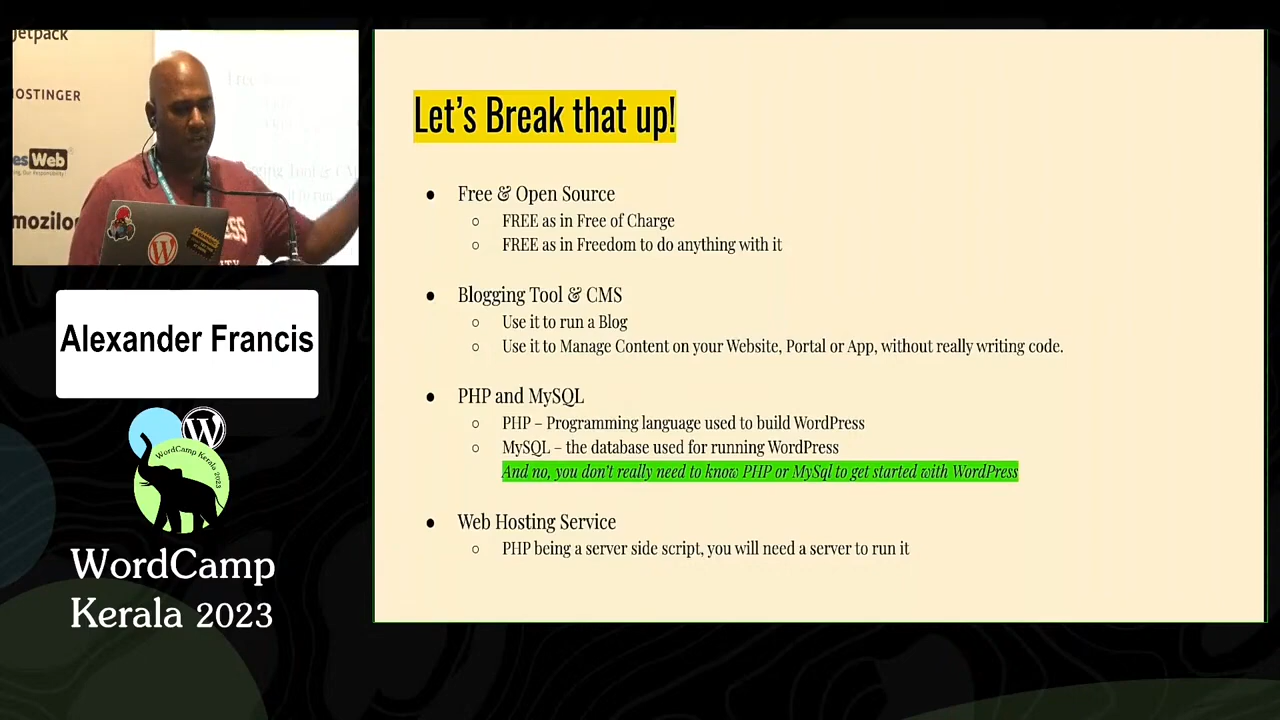 Jetpack
HOSTINGER
esWeb
mozilo
Let's Break that up!
● Free & Open Source
○ FREE as in Free of Charge
○ FREE as in Freedom to do anything with it
● Blogging Tool & CMS
○ Use it to run a Blog
○ Use it to Manage Content on your Website, Portal or App, without really writing code.
● PHP and MySQL
○ PHP – Programming language used to build WordPress
○ MySQL – the database used for running WordPress
And no, you don't really need to know PHP or MySql to get started with WordPress
● Web Hosting Service
○ PHP being a server side script, you will need a server to run it
Alexander Francis
WordCamp Kerala 2023
WordCamp
Kerala 2023